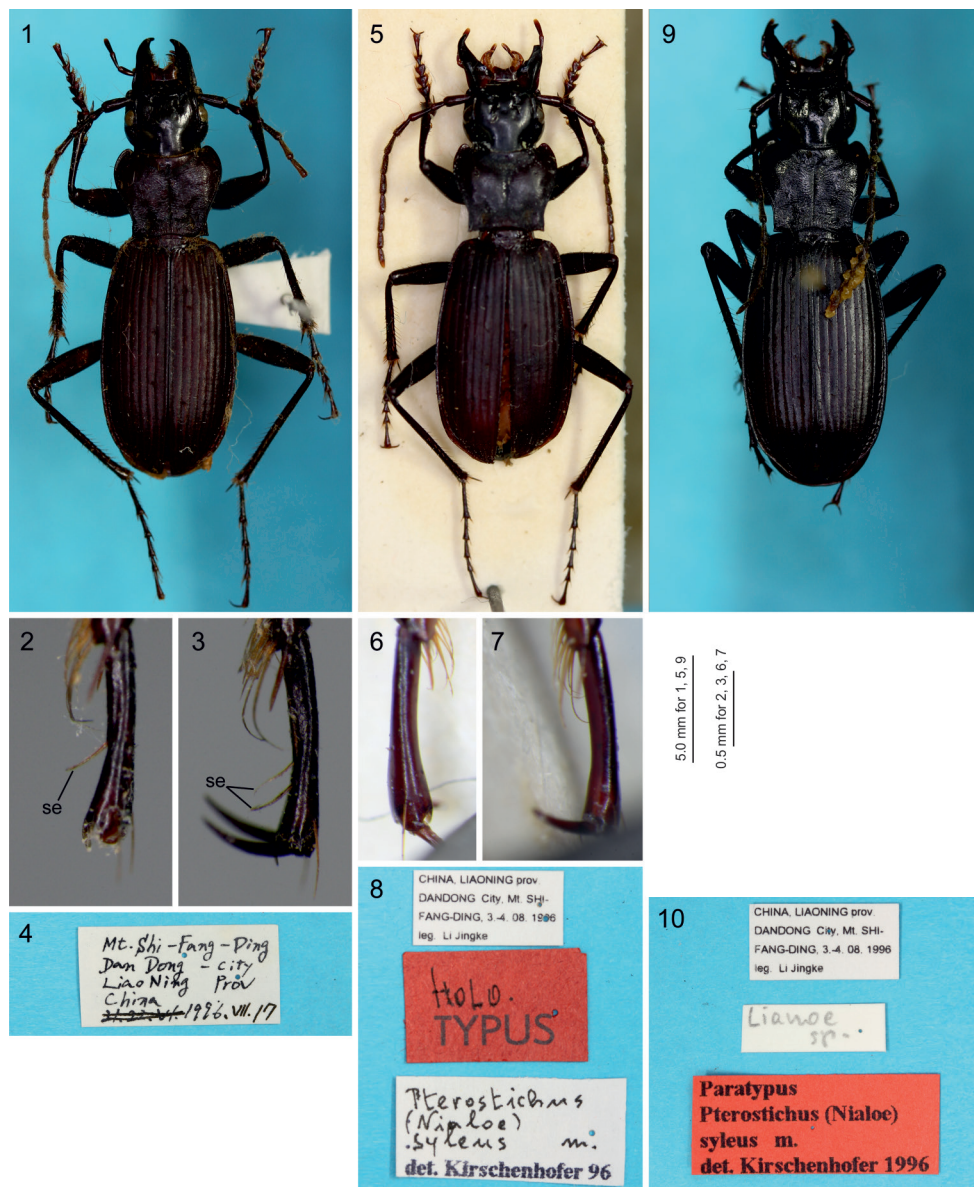 1
5
9
2
3
6
7
se
se
5.0 mm for 1, 5, 9
0.5 mm for 2, 3, 6, 7
4
Mt. Shi-Fang-Ding
Dan Dong - city
LiaoNing Prov
China
1996.VII.17
8
CHINA, LIAONING prov.
DANDONG City, Mt. SHI-
FANG-DING, 3.-4. 08. 1996
leg. Li Jingke
HOLO.
TYPUS
Pterostichus
(Nialoe)
syleus m.
det. Kirschenhofer 96
10
CHINA, LIAONING prov.
DANDONG City, Mt. SHI-
FANG-DING, 3.-4. 08. 1996
leg. Li Jingke
Lianoe
sp.
Paratypus
Pterostichus (Nialoe)
syleus m.
det. Kirschenhofer 1996